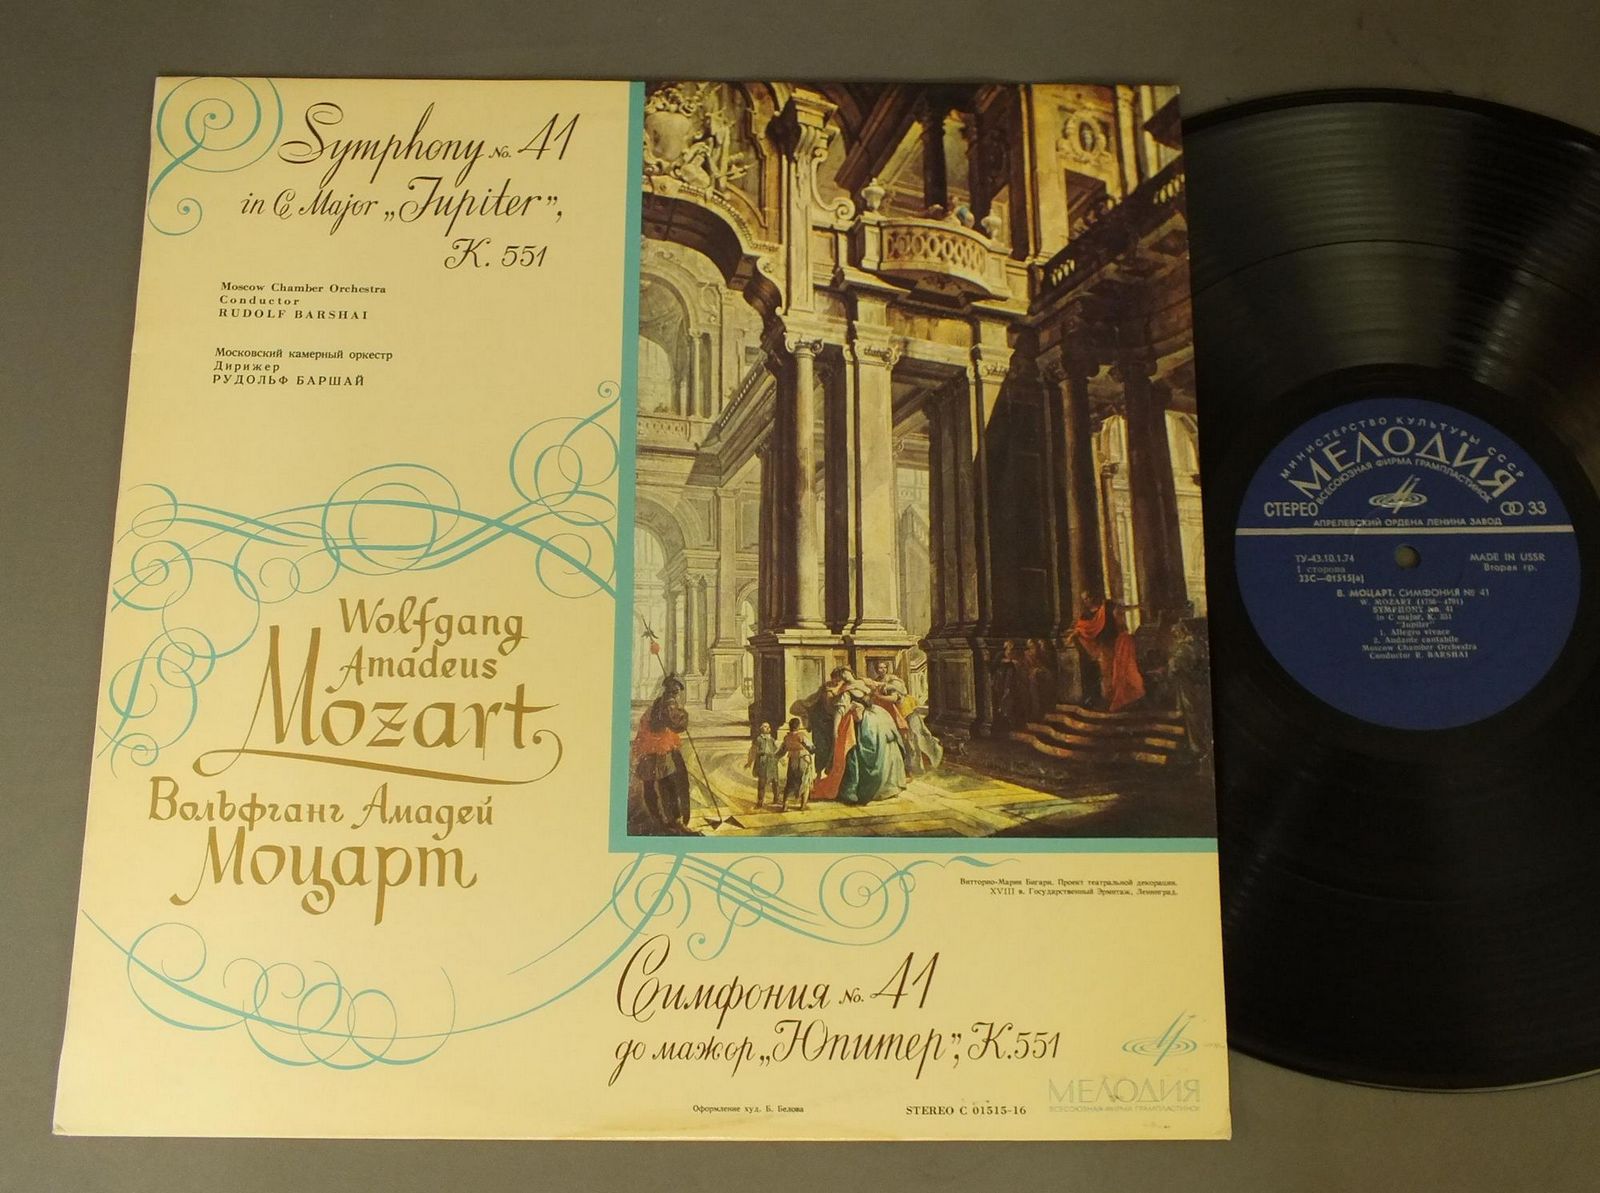 Symphony No. 41
in C Major „Jupiter”,
K. 551
Moscow Chamber Orchestra
Conductor
RUDOLF BARSHAI
Московский камерный оркестр
Дирижер
РУДОЛЬФ БАРШАЙ
Wolfgang
Amadeus
Mozart
Вольфганг Амадей
Моцарт
Витторио-Мария Бигари. Проект театральной декорации.
XVIII в. Государственный Эрмитаж, Ленинград.
Симфония No. 41
до мажор „Юпитер”, К.551
Оформление худ. Б. Белова
STEREO С 01515-16
МЕЛОДИЯ
ВСЕСОЮЗНАЯ ФИРМА ГРАМПЛАСТИНОК
МИНИСТЕРСТВО КУЛЬТУРЫ СССР
МЕЛОДИЯ
ВСЕСОЮЗНАЯ ФИРМА ГРАМПЛАСТИНОК
СТЕРЕО 33
АПРЕЛЕВСКИЙ ОРДЕНА ЛЕНИНА ЗАВОД
ТУ-43.10.1.74 MADE IN USSR
1 сторона Вторая гр.
33С—01515(а)
В. МОЦАРТ. СИМФОНИЯ № 41
W. MOZART (1756—1791)
SYMPHONY No. 41
in C major, K. 551
"Jupiter"
1. Allegro vivace
2. Andante cantabile
Moscow Chamber Orchestra
Conductor R. BARSHAI